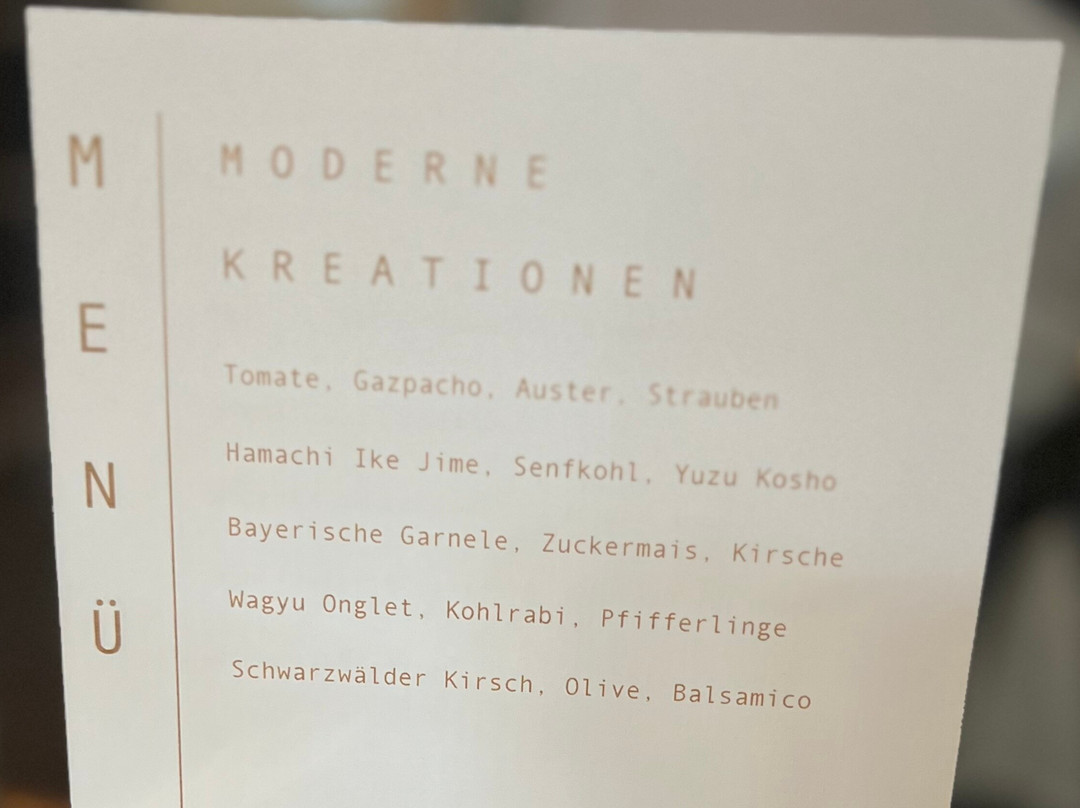 MENÜ
MODERNE
KREATIONEN
Tomate, Gazpacho, Auster, Strauben
Hamachi Ike Jime, Senfkohl, Yuzu Kosho
Bayerische Garnele, Zuckermais, Kirsche
Wagyu Onglet, Kohlrabi, Pfifferlinge
Schwarzwälder Kirsch, Olive, Balsamico